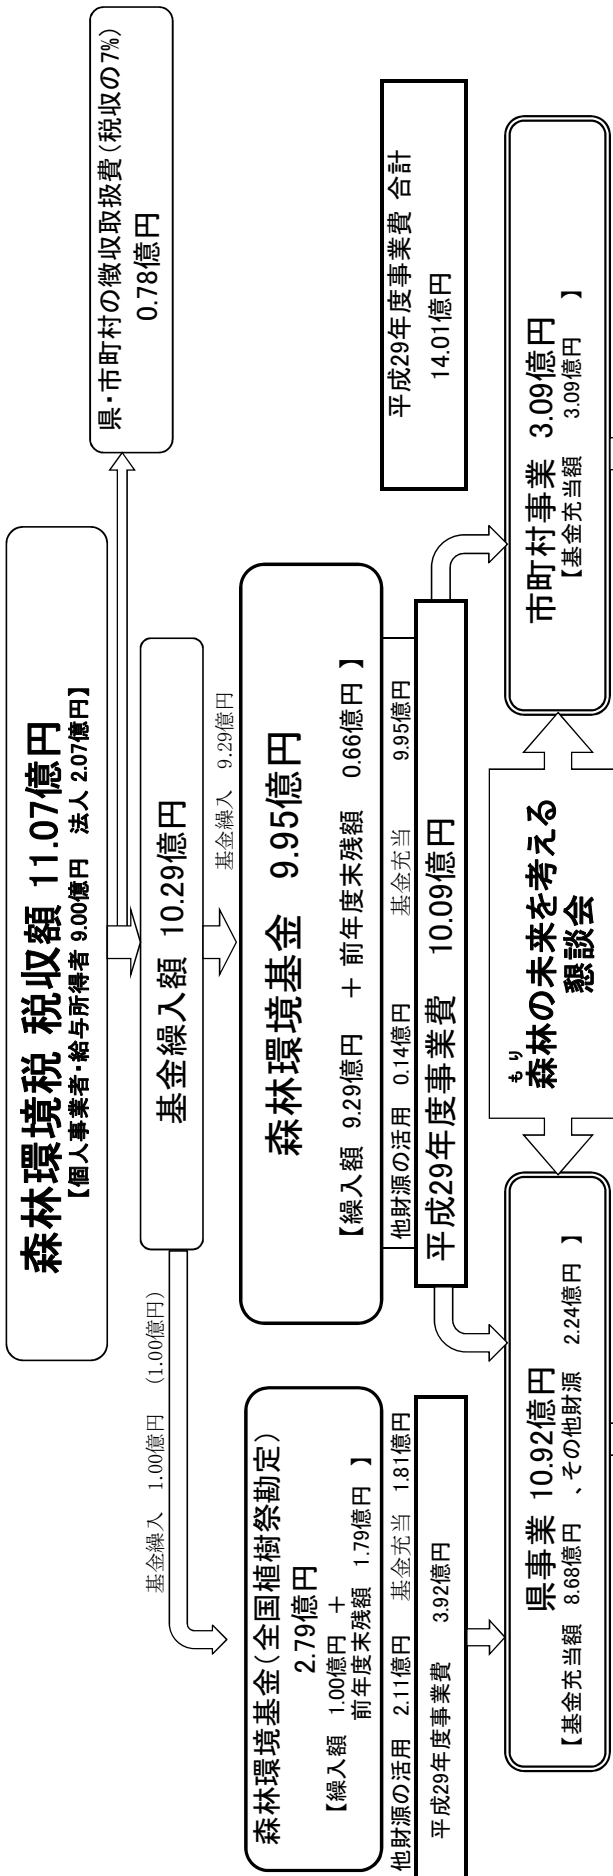 森林環境税 税収額 11.07億円
【個人事業者・給与所得者 9.00億円 法人 2.07億円】
県・市町村の徴収取扱費(税収の7%)
0.78億円
基金繰入額 10.29億円
基金繰入 1.00億円 (1.00億円)
基金繰入 9.29億円
森林環境基金(全国植樹祭勘定)
2.79億円
【繰入額 1.00億円 +
前年度末残額 1.79億円 】
他財源の活用 2.11億円 基金充当 1.81億円
平成29年度事業費 3.92億円
森林環境基金 9.95億円
【繰入額 9.29億円 + 前年度末残額 0.66億円 】
他財源の活用 0.14億円 基金充当 9.95億円
平成29年度事業費 10.09億円
平成29年度事業費 合計
14.01億円
県事業 10.92億円
【基金充当額 8.68億円 、その他財源 2.24億円 】
もり
森林の未来を考える
懇談会
市町村事業 3.09億円
【基金充当額 3.09億円 】